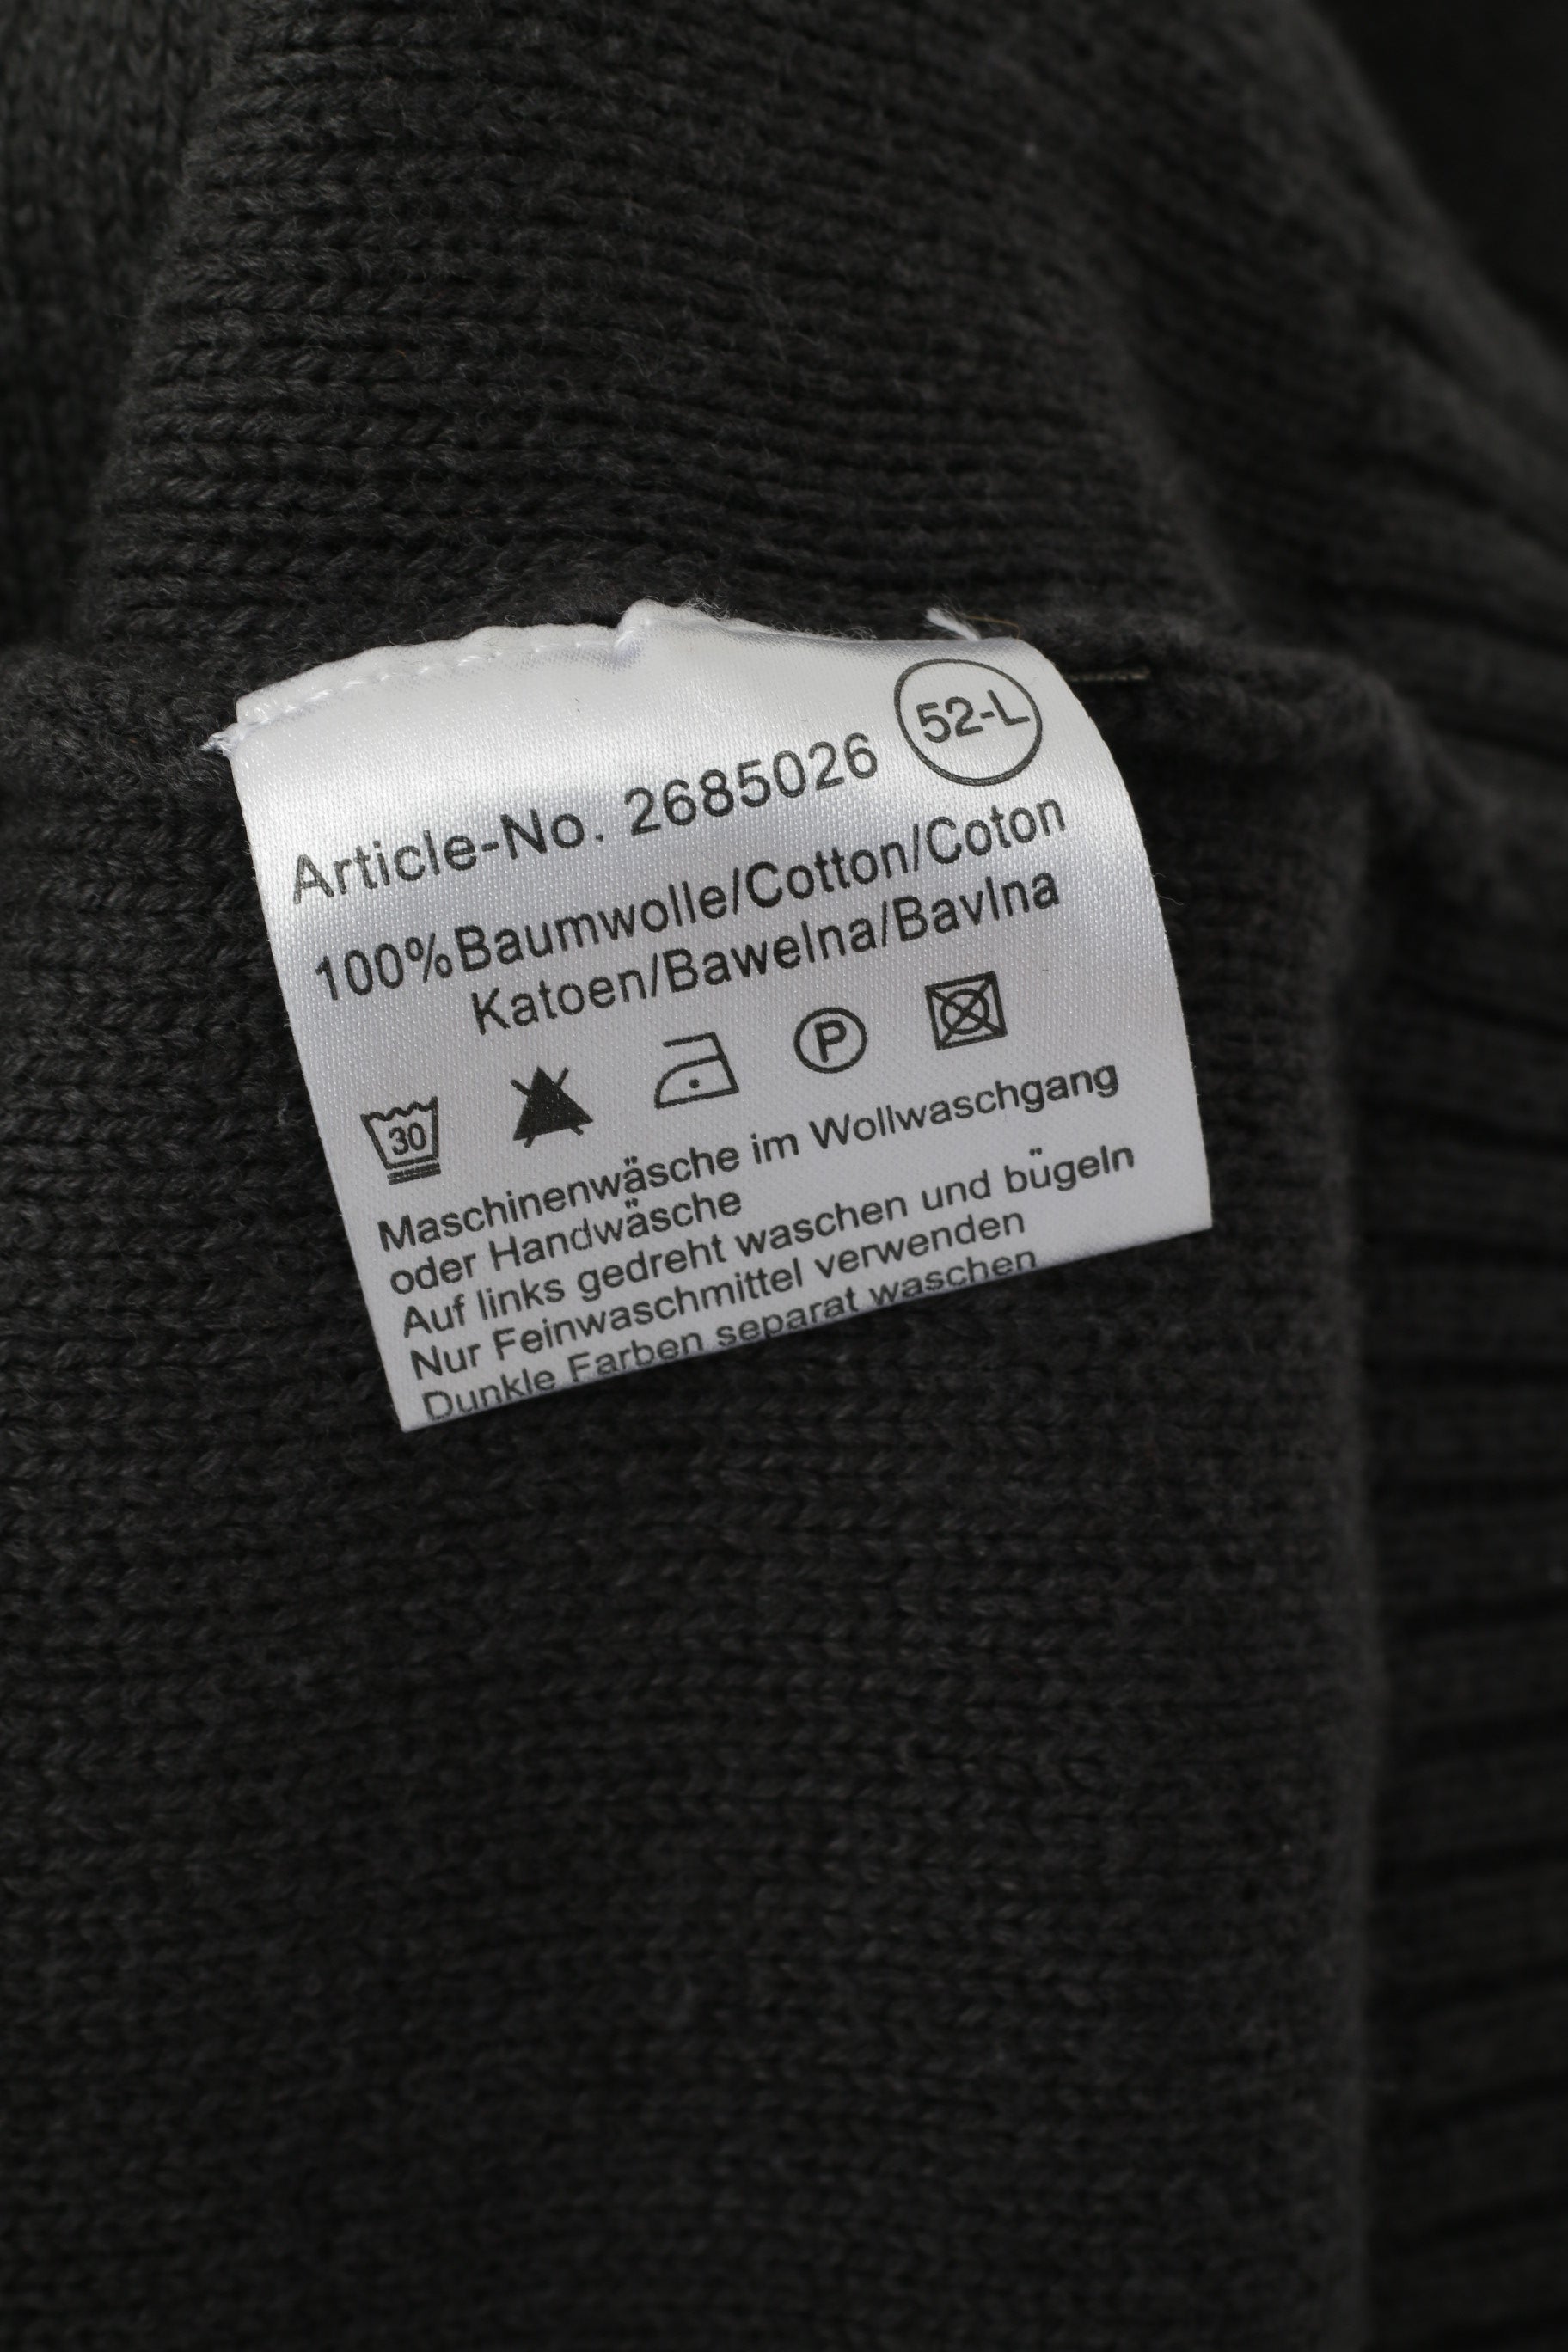 52-L
Article-No. 2685026
100%Baumwolle/Cotton/Coton
Katoen/Bawelna/Bavlna
30 P
Maschinenwäsche im Wollwaschgang
oder Handwäsche
Auf links gedreht waschen und bügeln
Nur Feinwaschmittel verwenden
Dunkle Farben separat waschen